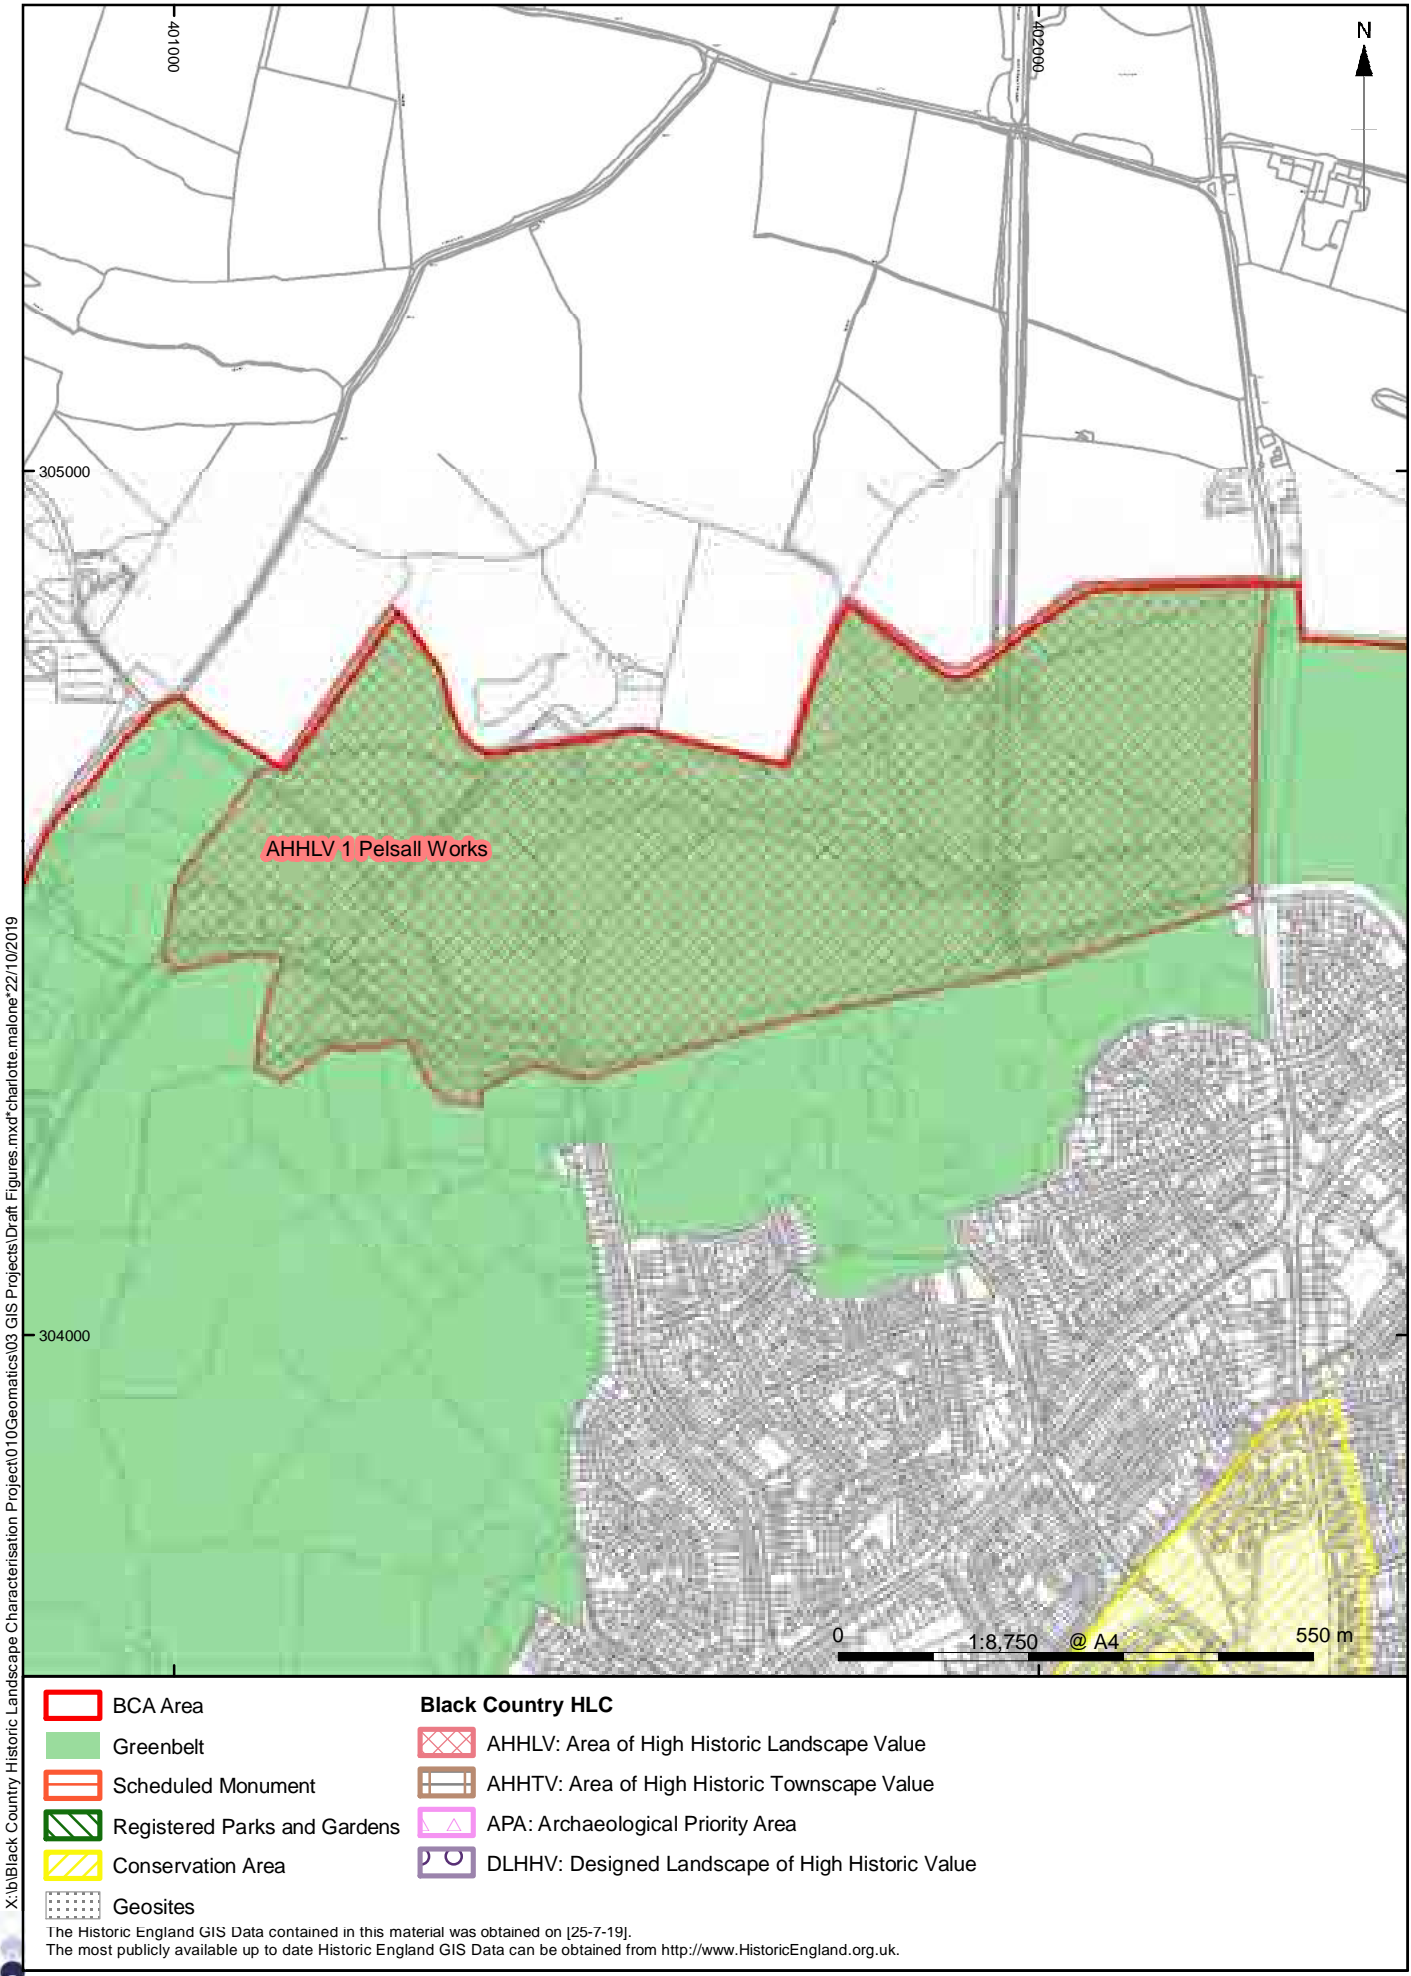 401000
402000
N
305000
AHHLV 1 Pelsall Works
304000
0
1:8,750 @ A4
550 m
X:\b\Black Country Historic Landscape Characterisation Project\010Geomatics\03 GIS Projects\Draft Figures.mxd*charlotte.malone*22/10/2019
BCA Area
Greenbelt
Scheduled Monument
Registered Parks and Gardens
Conservation Area
Geosites
Black Country HLC
AHHLV: Area of High Historic Landscape Value
AHHTV: Area of High Historic Townscape Value
APA: Archaeological Priority Area
DLHHV: Designed Landscape of High Historic Value
The Historic England GIS Data contained in this material was obtained on [25-7-19].
The most publicly available up to date Historic England GIS Data can be obtained from http://www.HistoricEngland.org.uk.